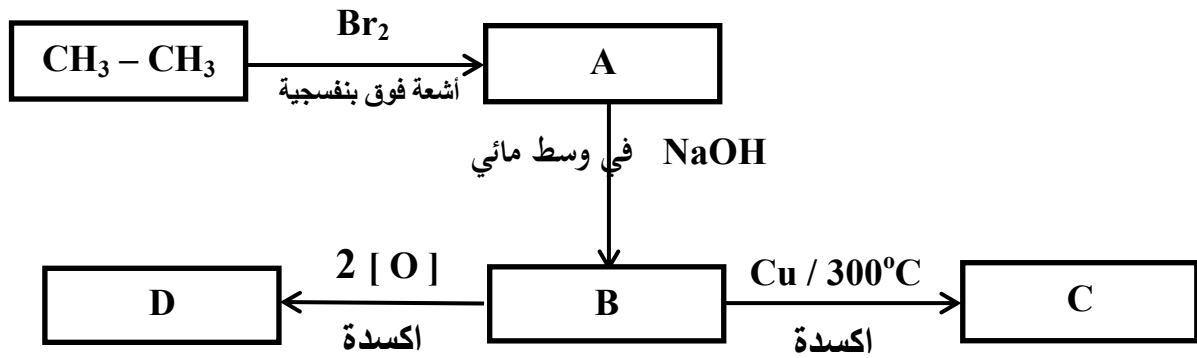 CH₃ – CH₃
Br₂
أشعة فوق بنفسجية
A
في وسط مائي NaOH
D
2 [ O ]
اكسدة
B
Cu / 300°C
اكسدة
C